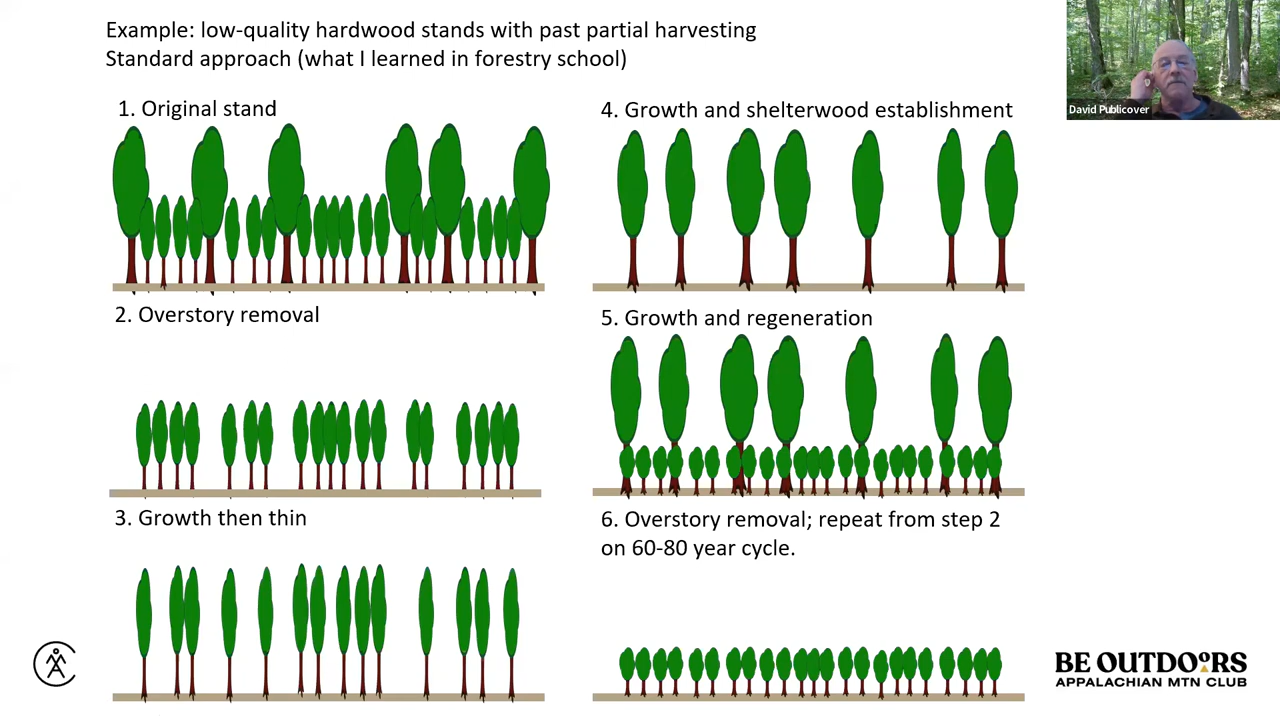 Example: low-quality hardwood stands with past partial harvesting
Standard approach (what I learned in forestry school)
David Publicover
1. Original stand
2. Overstory removal
3. Growth then thin
4. Growth and shelterwood establishment
5. Growth and regeneration
6. Overstory removal; repeat from step 2
on 60-80 year cycle.
BE OUTDOORS
APPALACHIAN MTN CLUB